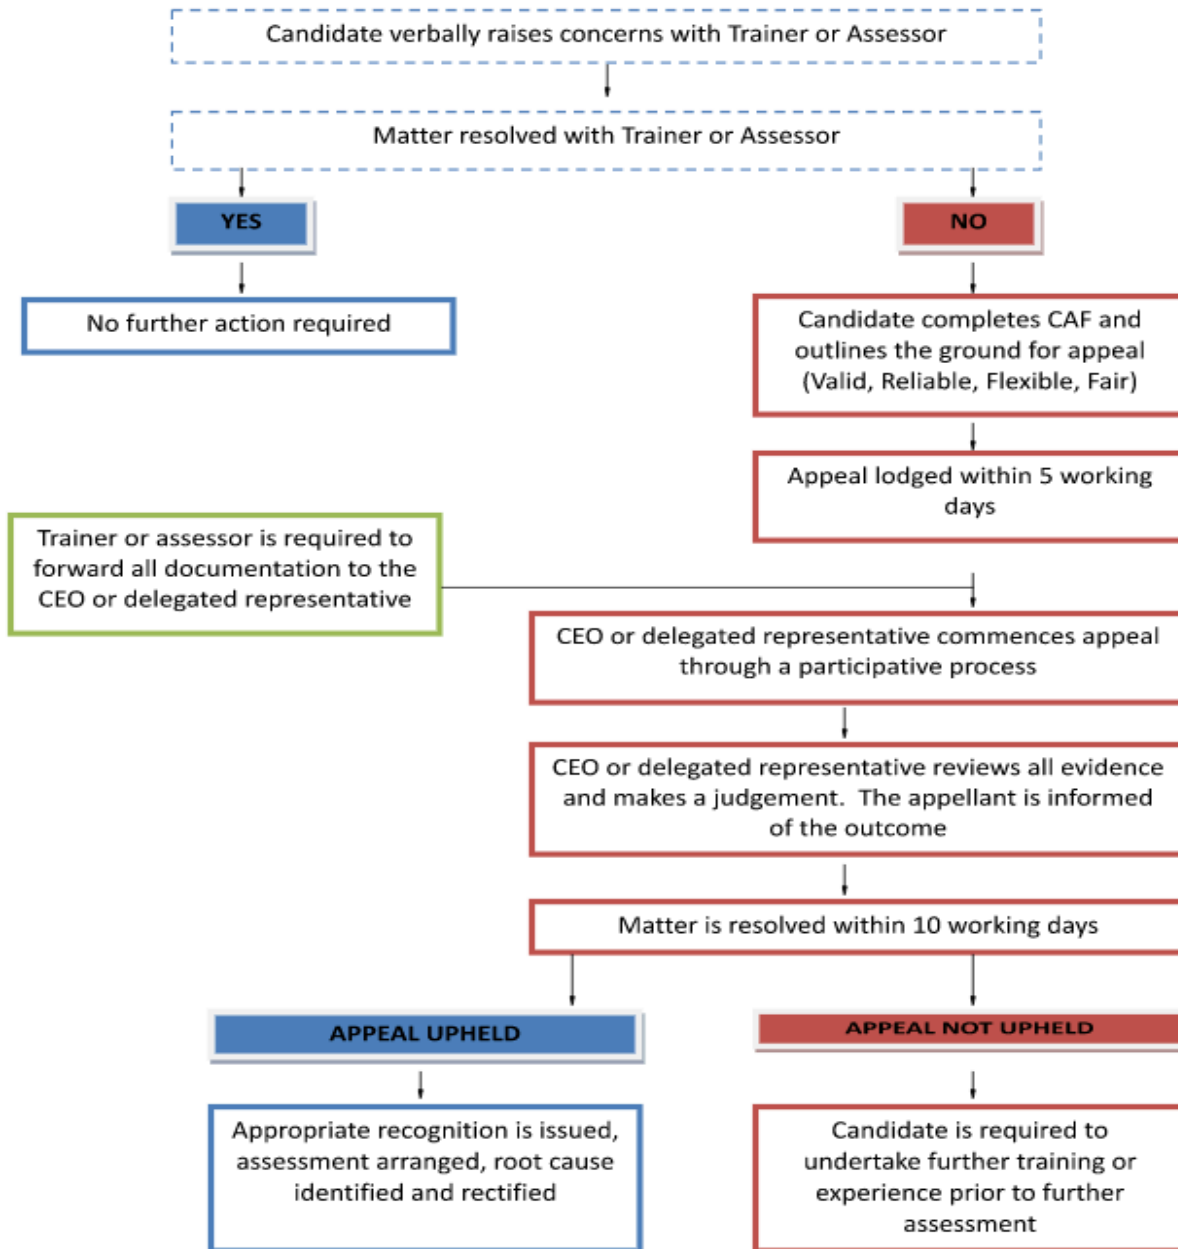 Candidate verbally raises concerns with Trainer or Assessor
Matter resolved with Trainer or Assessor
YES
NO
No further action required
Candidate completes CAF and
outlines the ground for appeal
(Valid, Reliable, Flexible, Fair)
Appeal lodged within 5 working
days
Trainer or assessor is required to
forward all documentation to the
CEO or delegated representative
CEO or delegated representative commences appeal
through a participative process
CEO or delegated representative reviews all evidence
and makes a judgement.  The appellant is informed
of the outcome
Matter is resolved within 10 working days
APPEAL UPHELD
APPEAL NOT UPHELD
Appropriate recognition is issued,
assessment arranged, root cause
identified and rectified
Candidate is required to
undertake further training or
experience prior to further
assessment